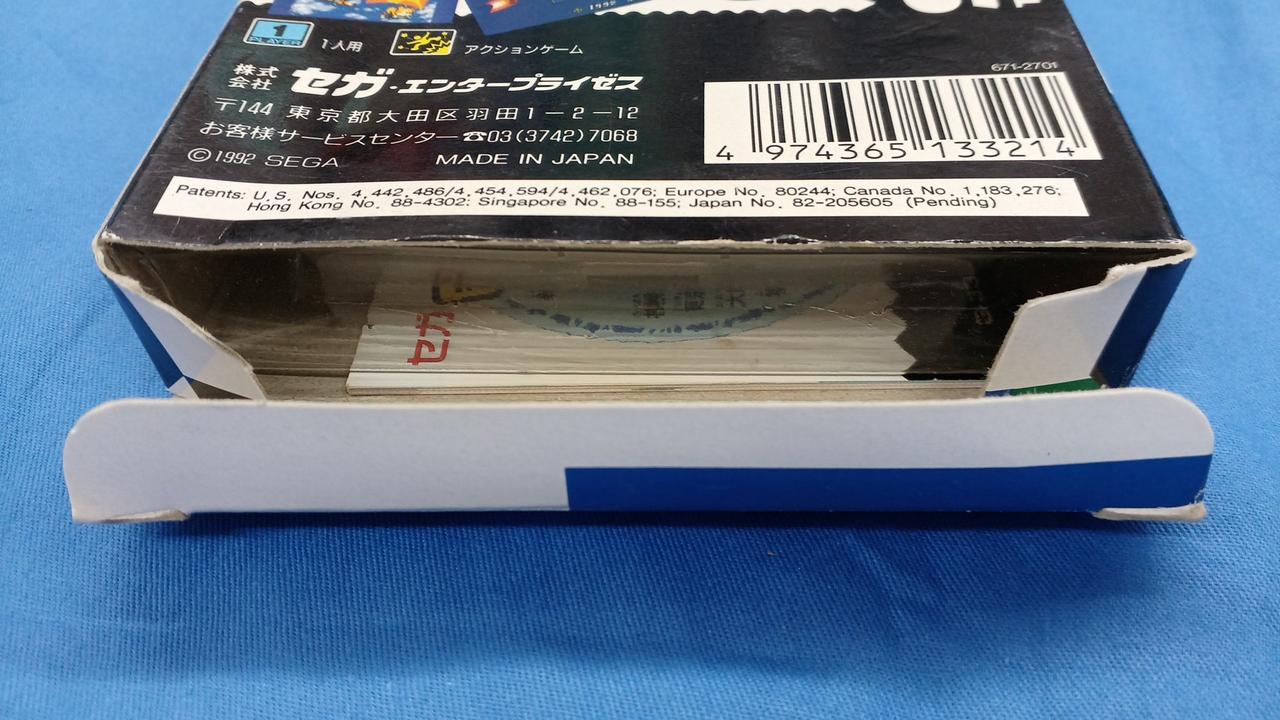 © 1992
1
PLAYER
1人用
アクションゲーム
671-2701
株式
会社
セガ・エンタープライゼス
〒144 東京都大田区羽田1-2-12
お客様サービスセンター☎03(3742)7068
©1992 SEGA MADE IN JAPAN
4 974365 133214
Patents: U.S. Nos. 4,442,486/4,454,594/4,462,076; Europe No. 80244; Canada No. 1,183,276;
Hong Kong No. 88-4302; Singapore No. 88-155; Japan No. 82-205605 (Pending)
セガ